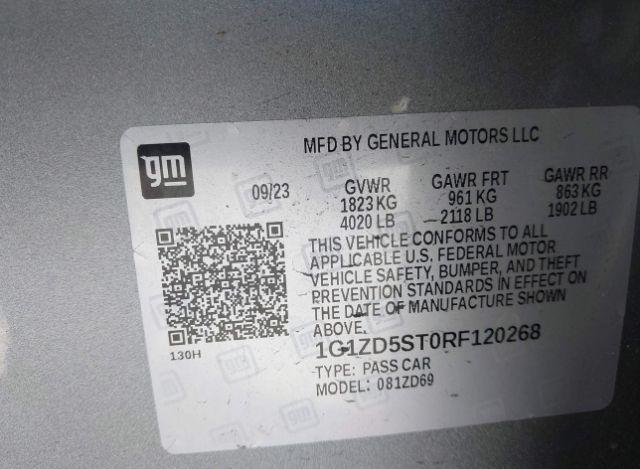 MFD BY GENERAL MOTORS LLC
gm
09/23
GVWR GAWR FRT GAWR RR
1823 KG 961 KG 863 KG
4020 LB 2118 LB 1902 LB
THIS VEHICLE CONFORMS TO ALL
APPLICABLE U.S. FEDERAL MOTOR
VEHICLE SAFETY, BUMPER, AND THEFT
PREVENTION STANDARDS IN EFFECT ON
THE DATE OF MANUFACTURE SHOWN
ABOVE.
130H
1G1ZD5ST0RF120268
TYPE: PASS CAR
MODEL: 081ZD69